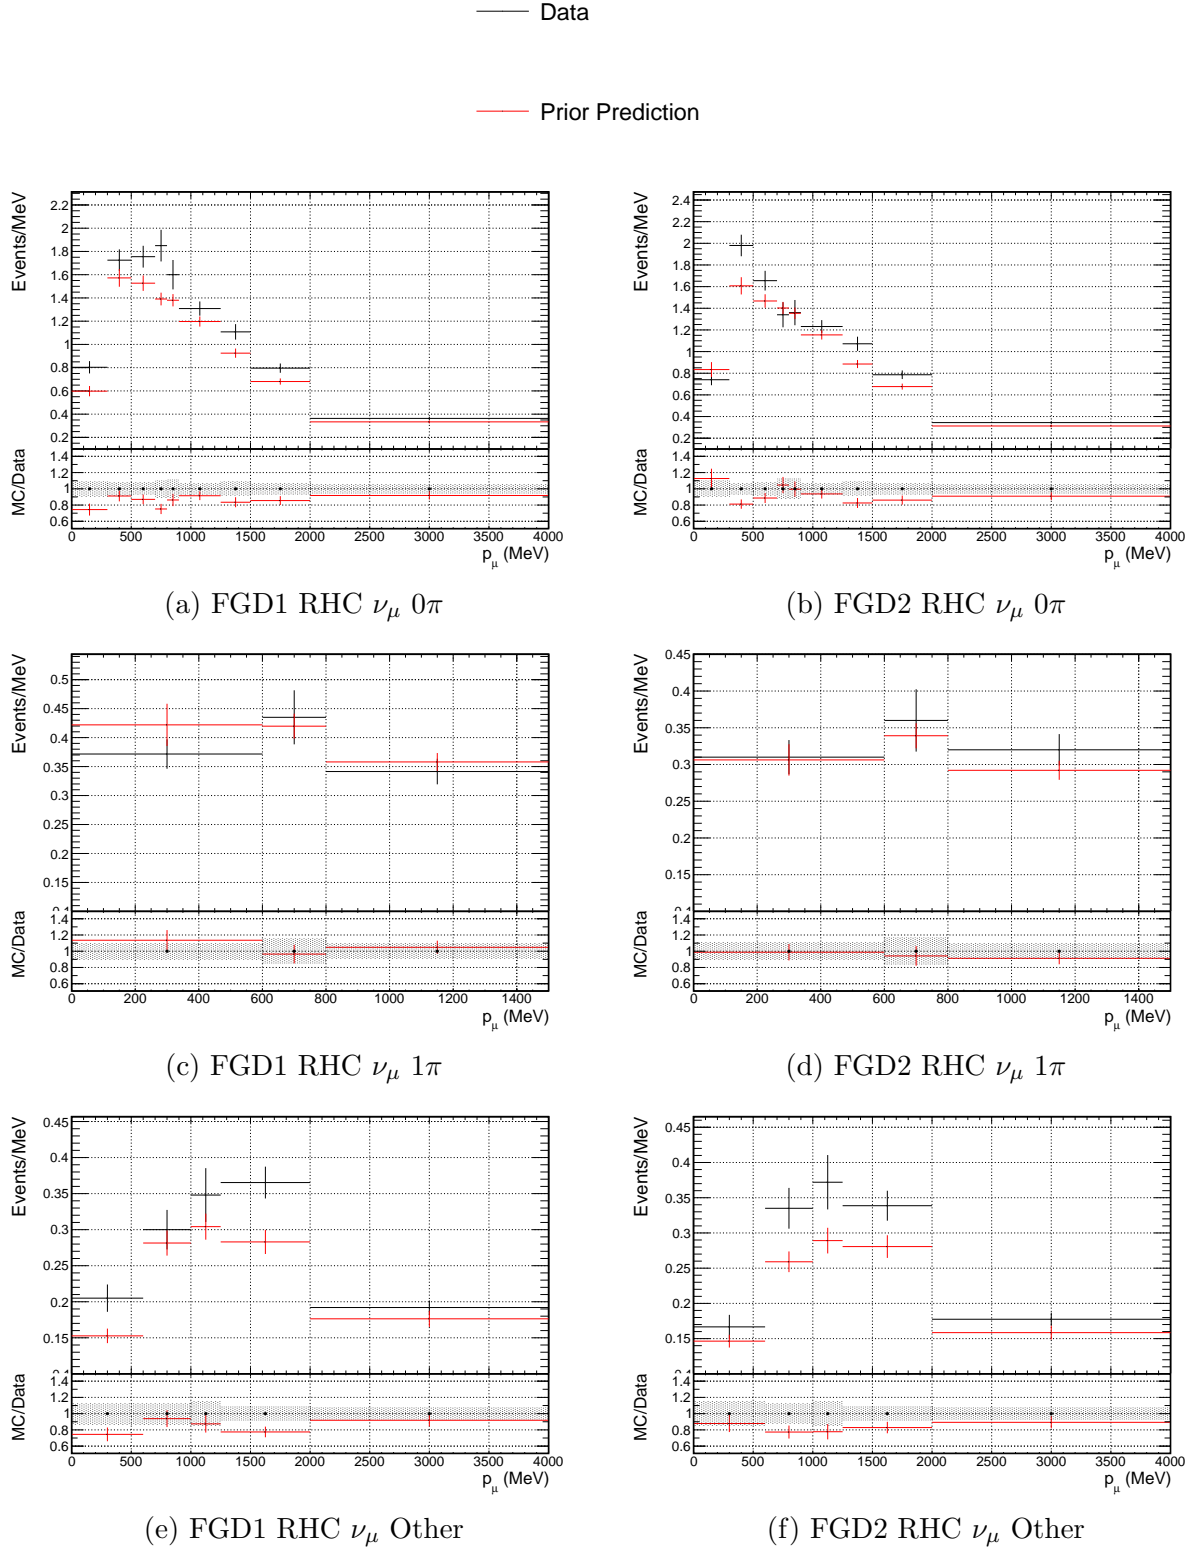 Data
Prior Prediction
Events/MeV
2.2
2
1.8
1.6
1.4
1.2
1
0.8
0.6
0.4
0.2
MC/Data
1.4
1.2
1
0.8
0.6
0 500 1000 1500 2000 2500 3000 3500 4000
p_μ (MeV)
(a) FGD1 RHC ν_μ 0π
Events/MeV
2.4
2.2
2
1.8
1.6
1.4
1.2
1
0.8
0.6
0.4
0.2
MC/Data
1.4
1.2
1
0.8
0.6
0 500 1000 1500 2000 2500 3000 3500 4000
p_μ (MeV)
(b) FGD2 RHC ν_μ 0π
Events/MeV
0.5
0.45
0.4
0.35
0.3
0.25
0.2
0.15
0.1
MC/Data
1.4
1.2
1
0.8
0.6
0 200 400 600 800 1000 1200 1400
p_μ (MeV)
(c) FGD1 RHC ν_μ 1π
Events/MeV
0.45
0.4
0.35
0.3
0.25
0.2
0.15
0.1
MC/Data
1.4
1.2
1
0.8
0.6
0 200 400 600 800 1000 1200 1400
p_μ (MeV)
(d) FGD2 RHC ν_μ 1π
Events/MeV
0.45
0.4
0.35
0.3
0.25
0.2
0.15
0.1
MC/Data
1.4
1.2
1
0.8
0.6
0 500 1000 1500 2000 2500 3000 3500 4000
p_μ (MeV)
(e) FGD1 RHC ν_μ Other
Events/MeV
0.45
0.4
0.35
0.3
0.25
0.2
0.15
0.1
MC/Data
1.4
1.2
1
0.8
0.6
0 500 1000 1500 2000 2500 3000 3500 4000
p_μ (MeV)
(f) FGD2 RHC ν_μ Other